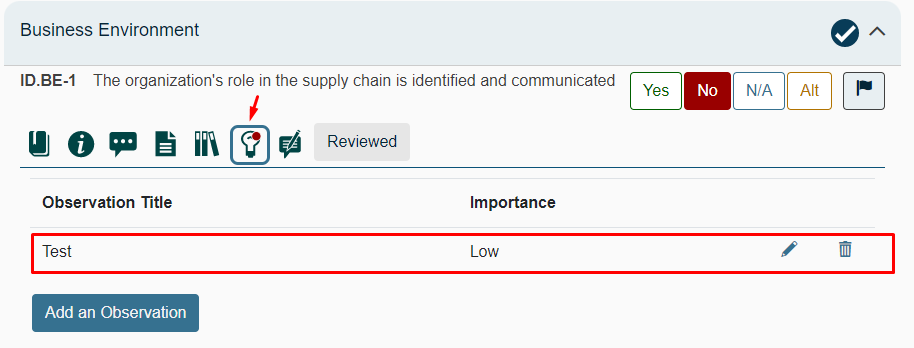 Business Environment
ID.BE-1 The organization's role in the supply chain is identified and communicated Yes No N/A Alt
Reviewed
Observation Title Importance
Test Low
Add an Observation